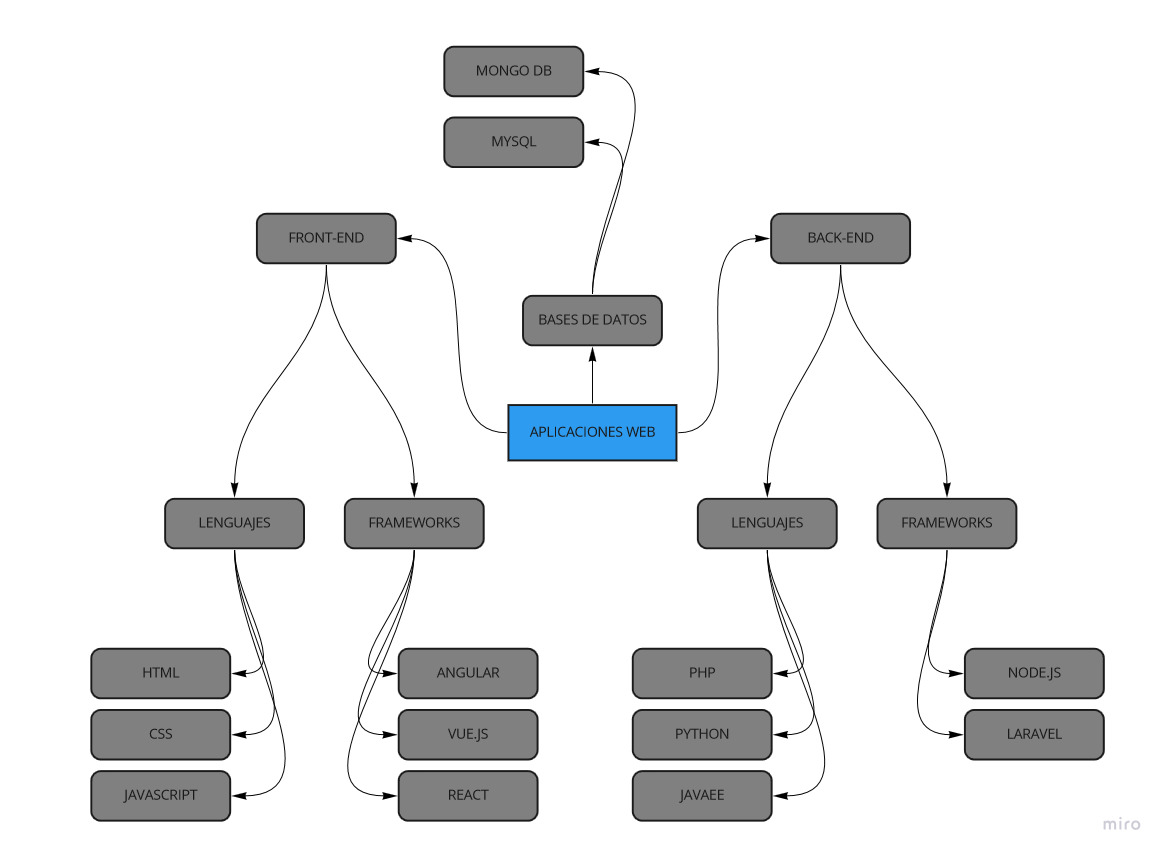 MONGO DB
MYSQL
FRONT-END
BACK-END
BASES DE DATOS
APLICACIONES WEB
LENGUAJES
FRAMEWORKS
LENGUAJES
FRAMEWORKS
HTML
ANGULAR
PHP
NODE.JS
CSS
VUE.JS
PYTHON
LARAVEL
JAVASCRIPT
REACT
JAVAEE
miro